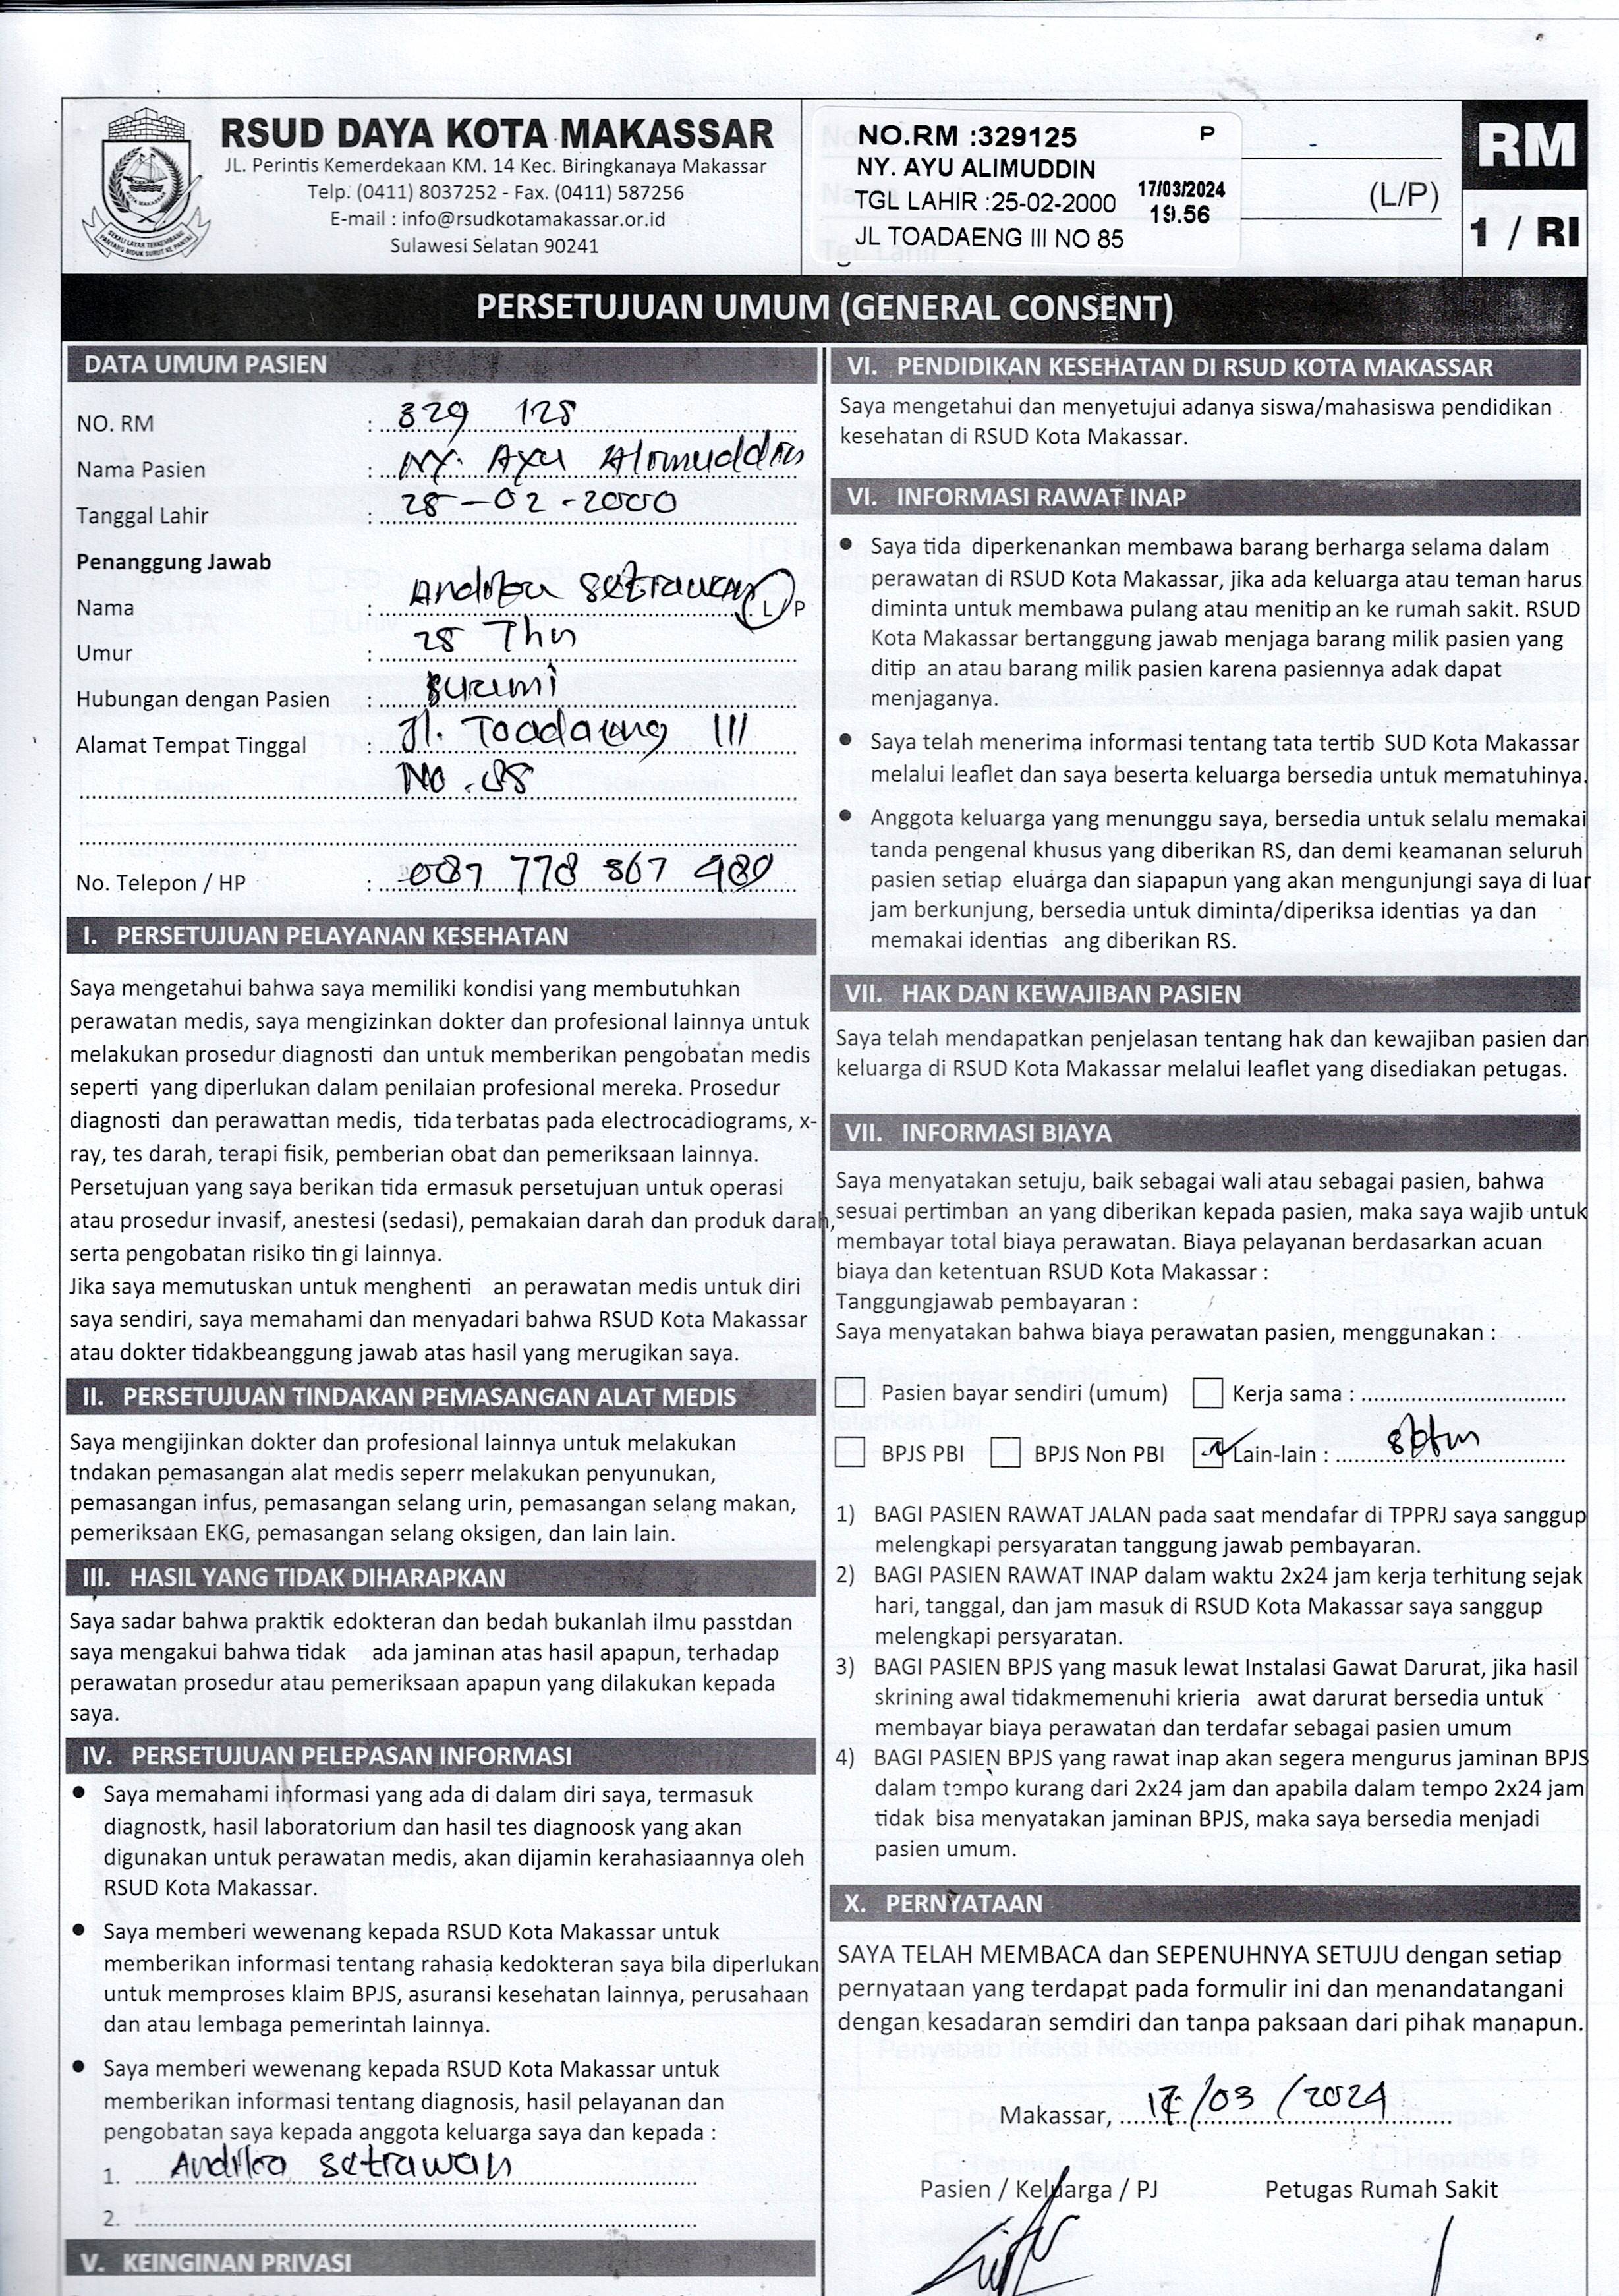 RSUD DAYA KOTA MAKASSAR
JL. Perintis Kemerdekaan KM. 14 Kec. Biringkanaya Makassar
Telp. (0411) 8037252 - Fax. (0411) 587256
E-mail : info@rsudkotamakassar.or.id
Sulawesi Selatan 90241
NO.RM :329125 P
NY. AYU ALIMUDDIN
TGL LAHIR :25-02-2000
17/03/2024
19.56
JL TOADAENG III NO 85
(L/P)
RM
1 / RI
PERSETUJUAN UMUM (GENERAL CONSENT)
DATA UMUM PASIEN
NO. RM : 329 125
Nama Pasien : NY. Ayu Alimuddin
Tanggal Lahir : 25-02-2000
Penanggung Jawab
Nama : Andika Setiawan L / P
Umur : 25 Thn
Hubungan dengan Pasien : Suami
Alamat Tempat Tinggal : Jl. Toadaeng III
No. 85
No. Telepon / HP : 087 778 867 480
I. PERSETUJUAN PELAYANAN KESEHATAN
Saya mengetahui bahwa saya memiliki kondisi yang membutuhkan
perawatan medis, saya mengizinkan dokter dan profesional lainnya untuk
melakukan prosedur diagnosti dan untuk memberikan pengobatan medis
seperti yang diperlukan dalam penilaian profesional mereka. Prosedur
diagnosti dan perawattan medis, tida terbatas pada electrocadiograms, x-
ray, tes darah, terapi fisik, pemberian obat dan pemeriksaan lainnya.
Persetujuan yang saya berikan tida ermasuk persetujuan untuk operasi
atau prosedur invasif, anestesi (sedasi), pemakaian darah dan produk darah,
serta pengobatan risiko tin gi lainnya.
Jika saya memutuskan untuk menghenti an perawatan medis untuk diri
saya sendiri, saya memahami dan menyadari bahwa RSUD Kota Makassar
atau dokter tidakbeanggung jawab atas hasil yang merugikan saya.
II. PERSETUJUAN TINDAKAN PEMASANGAN ALAT MEDIS
Saya mengijinkan dokter dan profesional lainnya untuk melakukan
tndakan pemasangan alat medis seperr melakukan penyunukan,
pemasangan infus, pemasangan selang urin, pemasangan selang makan,
pemeriksaan EKG, pemasangan selang oksigen, dan lain lain.
III. HASIL YANG TIDAK DIHARAPKAN
Saya sadar bahwa praktik edokteran dan bedah bukanlah ilmu passtdan
saya mengakui bahwa tidak ada jaminan atas hasil apapun, terhadap
perawatan prosedur atau pemeriksaan apapun yang dilakukan kepada
saya.
IV. PERSETUJUAN PELEPASAN INFORMASI
• Saya memahami informasi yang ada di dalam diri saya, termasuk
diagnostk, hasil laboratorium dan hasil tes diagnoosk yang akan
digunakan untuk perawatan medis, akan dijamin kerahasiaannya oleh
RSUD Kota Makassar.
• Saya memberi wewenang kepada RSUD Kota Makassar untuk
memberikan informasi tentang rahasia kedokteran saya bila diperlukan
untuk memproses klaim BPJS, asuransi kesehatan lainnya, perusahaan
dan atau lembaga pemerintah lainnya.
• Saya memberi wewenang kepada RSUD Kota Makassar untuk
memberikan informasi tentang diagnosis, hasil pelayanan dan
pengobatan saya kepada anggota keluarga saya dan kepada :
1. Andika Setiawan
2.
V. KEINGINAN PRIVASI
VI. PENDIDIKAN KESEHATAN DI RSUD KOTA MAKASSAR
Saya mengetahui dan menyetujui adanya siswa/mahasiswa pendidikan
kesehatan di RSUD Kota Makassar.
VI. INFORMASI RAWAT INAP
• Saya tida diperkenankan membawa barang berharga selama dalam
perawatan di RSUD Kota Makassar, jika ada keluarga atau teman harus
diminta untuk membawa pulang atau menitip an ke rumah sakit. RSUD
Kota Makassar bertanggung jawab menjaga barang milik pasien yang
ditip an atau barang milik pasien karena pasiennya adak dapat
menjaganya.
• Saya telah menerima informasi tentang tata tertib SUD Kota Makassar
melalui leaflet dan saya beserta keluarga bersedia untuk mematuhinya.
• Anggota keluarga yang menunggu saya, bersedia untuk selalu memakai
tanda pengenal khusus yang diberikan RS, dan demi keamanan seluruh
pasien setiap eluarga dan siapapun yang akan mengunjungi saya di luar
jam berkunjung, bersedia untuk diminta/diperiksa identias ya dan
memakai identias ang diberikan RS.
VII. HAK DAN KEWAJIBAN PASIEN
Saya telah mendapatkan penjelasan tentang hak dan kewajiban pasien dan
keluarga di RSUD Kota Makassar melalui leaflet yang disediakan petugas.
VII. INFORMASI BIAYA
Saya menyatakan setuju, baik sebagai wali atau sebagai pasien, bahwa
sesuai pertimban an yang diberikan kepada pasien, maka saya wajib untuk
membayar total biaya perawatan. Biaya pelayanan berdasarkan acuan
biaya dan ketentuan RSUD Kota Makassar :
Tanggungjawab pembayaran :
Saya menyatakan bahwa biaya perawatan pasien, menggunakan :
Pasien bayar sendiri (umum) Kerja sama :
BPJS PBI BPJS Non PBI Lain-lain :
1) BAGI PASIEN RAWAT JALAN pada saat mendafar di TPPRJ saya sanggup
melengkapi persyaratan tanggung jawab pembayaran.
2) BAGI PASIEN RAWAT INAP dalam waktu 2x24 jam kerja terhitung sejak
hari, tanggal, dan jam masuk di RSUD Kota Makassar saya sanggup
melengkapi persyaratan.
3) BAGI PASIEN BPJS yang masuk lewat Instalasi Gawat Darurat, jika hasil
skrining awal tidakmemenuhi krieria awat darurat bersedia untuk
membayar biaya perawatan dan terdafar sebagai pasien umum
4) BAGI PASIEN BPJS yang rawat inap akan segera mengurus jaminan BPJS
dalam tempo kurang dari 2x24 jam dan apabila dalam tempo 2x24 jam
tidak bisa menyatakan jaminan BPJS, maka saya bersedia menjadi
pasien umum.
X. PERNYATAAN
SAYA TELAH MEMBACA dan SEPENUHNYA SETUJU dengan setiap
pernyataan yang terdapat pada formulir ini dan menandatangani
dengan kesadaran semdiri dan tanpa paksaan dari pihak manapun.
Makassar, 17/03/2024
Pasien / Keluarga / PJ Petugas Rumah Sakit